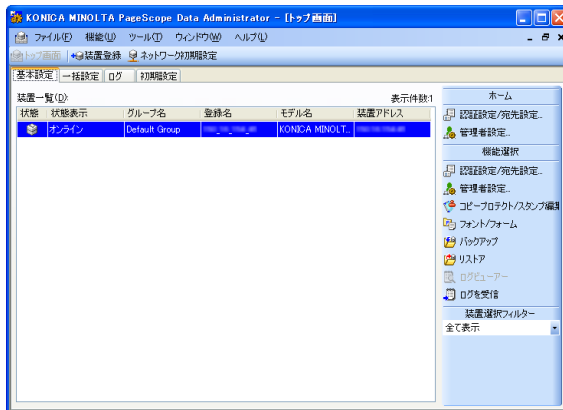 KONICA MINOLTA PageScope Data Administrator - [トップ画面]
ファイル(F) 機能(U) ツール(T) ウィンドウ(W) ヘルプ(L)
トップ画面 装置登録 ネットワーク初期設定
基本設定 一括設定 ログ 初期設定
装置一覧(D): 表示件数:1
状態 状態表示 グループ名 登録名 モデル名 装置アドレス
オンライン Default Group KONICA MINOLT...
ホーム
認証設定/宛先設定...
管理者設定...
機能選択
認証設定/宛先設定...
管理者設定...
コピープロテクト/スタンプ編集
フォント/フォーム
バックアップ
リストア
ログビューアー
ログを受信
装置選択フィルター
全て表示